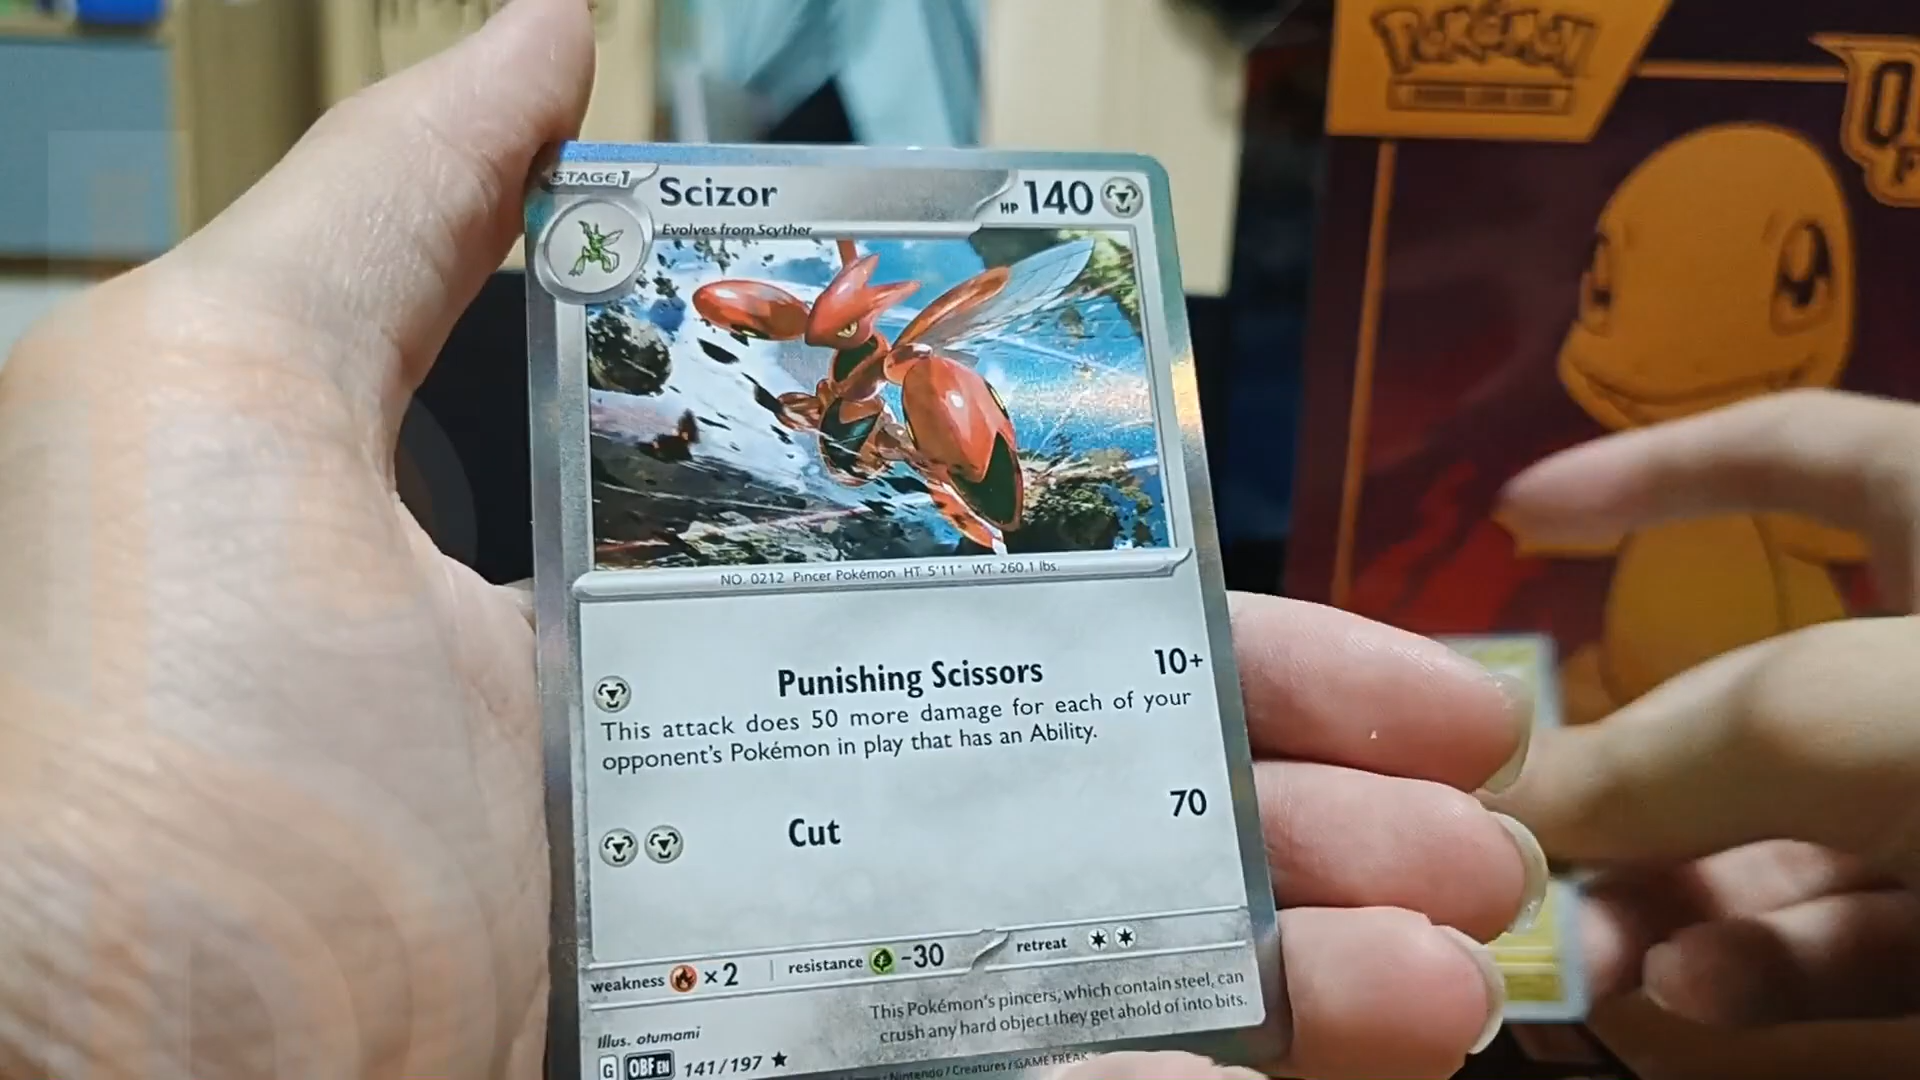 POKÉMON
STAGE 1
Scizor
HP 140
Evolves from Scyther
NO. 0212 Pincer Pokémon HT: 5'11" WT: 260.1 lbs.
Punishing Scissors 10+
This attack does 50 more damage for each of your
opponent's Pokémon in play that has an Ability.
Cut 70
weakness ×2 resistance -30 retreat
This Pokémon's pincers, which contain steel, can
crush any hard object they get ahold of into bits.
Illus. otumami
G OBF EN 141/197 ★
Nintendo / Creatures / GAME FREAK